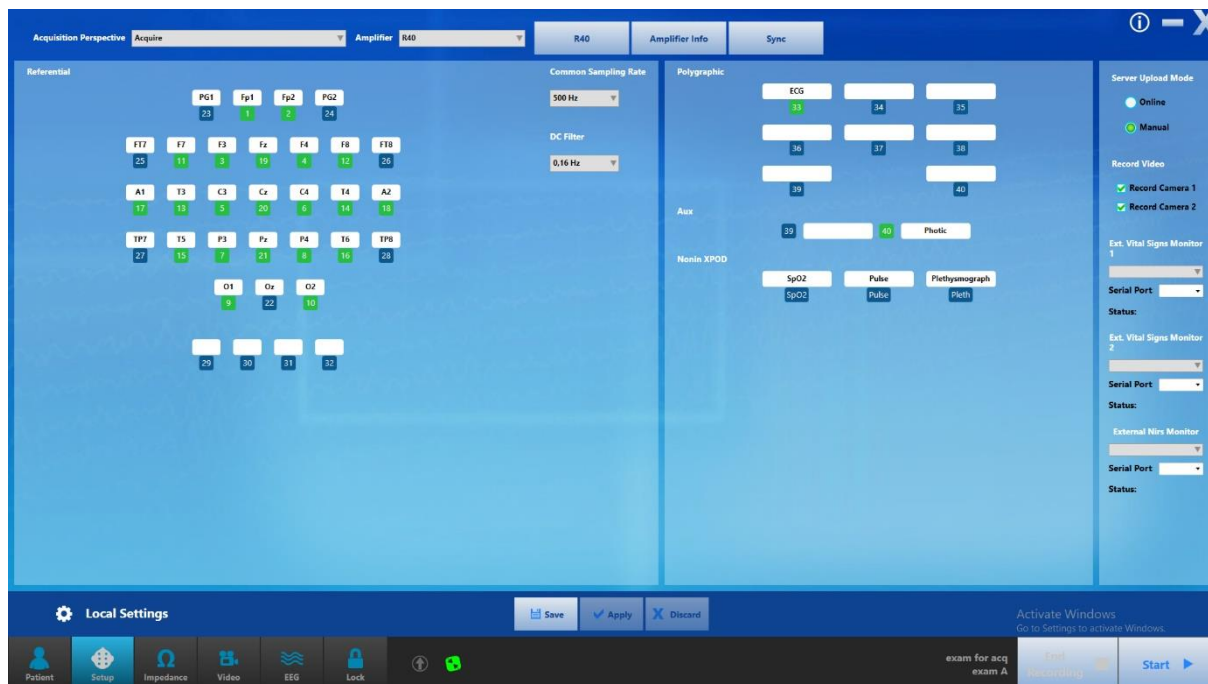 Acquisition Perspective Acquire Amplifier R40 R40 Amplifier Info Sync
Referential
PG1 Fp1 Fp2 PG2
23 1 2 24
FT7 F7 F3 Fz F4 F8 FT8
25 11 3 19 4 12 26
A1 T3 C3 Cz C4 T4 A2
17 13 5 20 6 14 18
TP7 T5 P3 Pz P4 T6 TP8
27 15 7 21 8 16 28
O1 Oz O2
9 22 10
29 30 31 32
Common Sampling Rate
500 Hz
DC Filter
0,16 Hz
Polygraphic
ECG
33 34 35
36 37 38
39 40
Aux
39 40 Photic
Nonin XPOD
SpO2 Pulse Plethysmograph
SpO2 Pulse Pleth
Server Upload Mode
Online
Manual
Record Video
Record Camera 1
Record Camera 2
Ext. Vital Signs Monitor
1
Serial Port
Status:
Ext. Vital Signs Monitor
2
Serial Port
Status:
External Nirs Monitor
Serial Port
Status:
Local Settings Save Apply Discard
Activate Windows
Go to Settings to activate Windows.
Patient Setup Impedance Video EEG Lock
exam for acq
exam A
Recording
Start